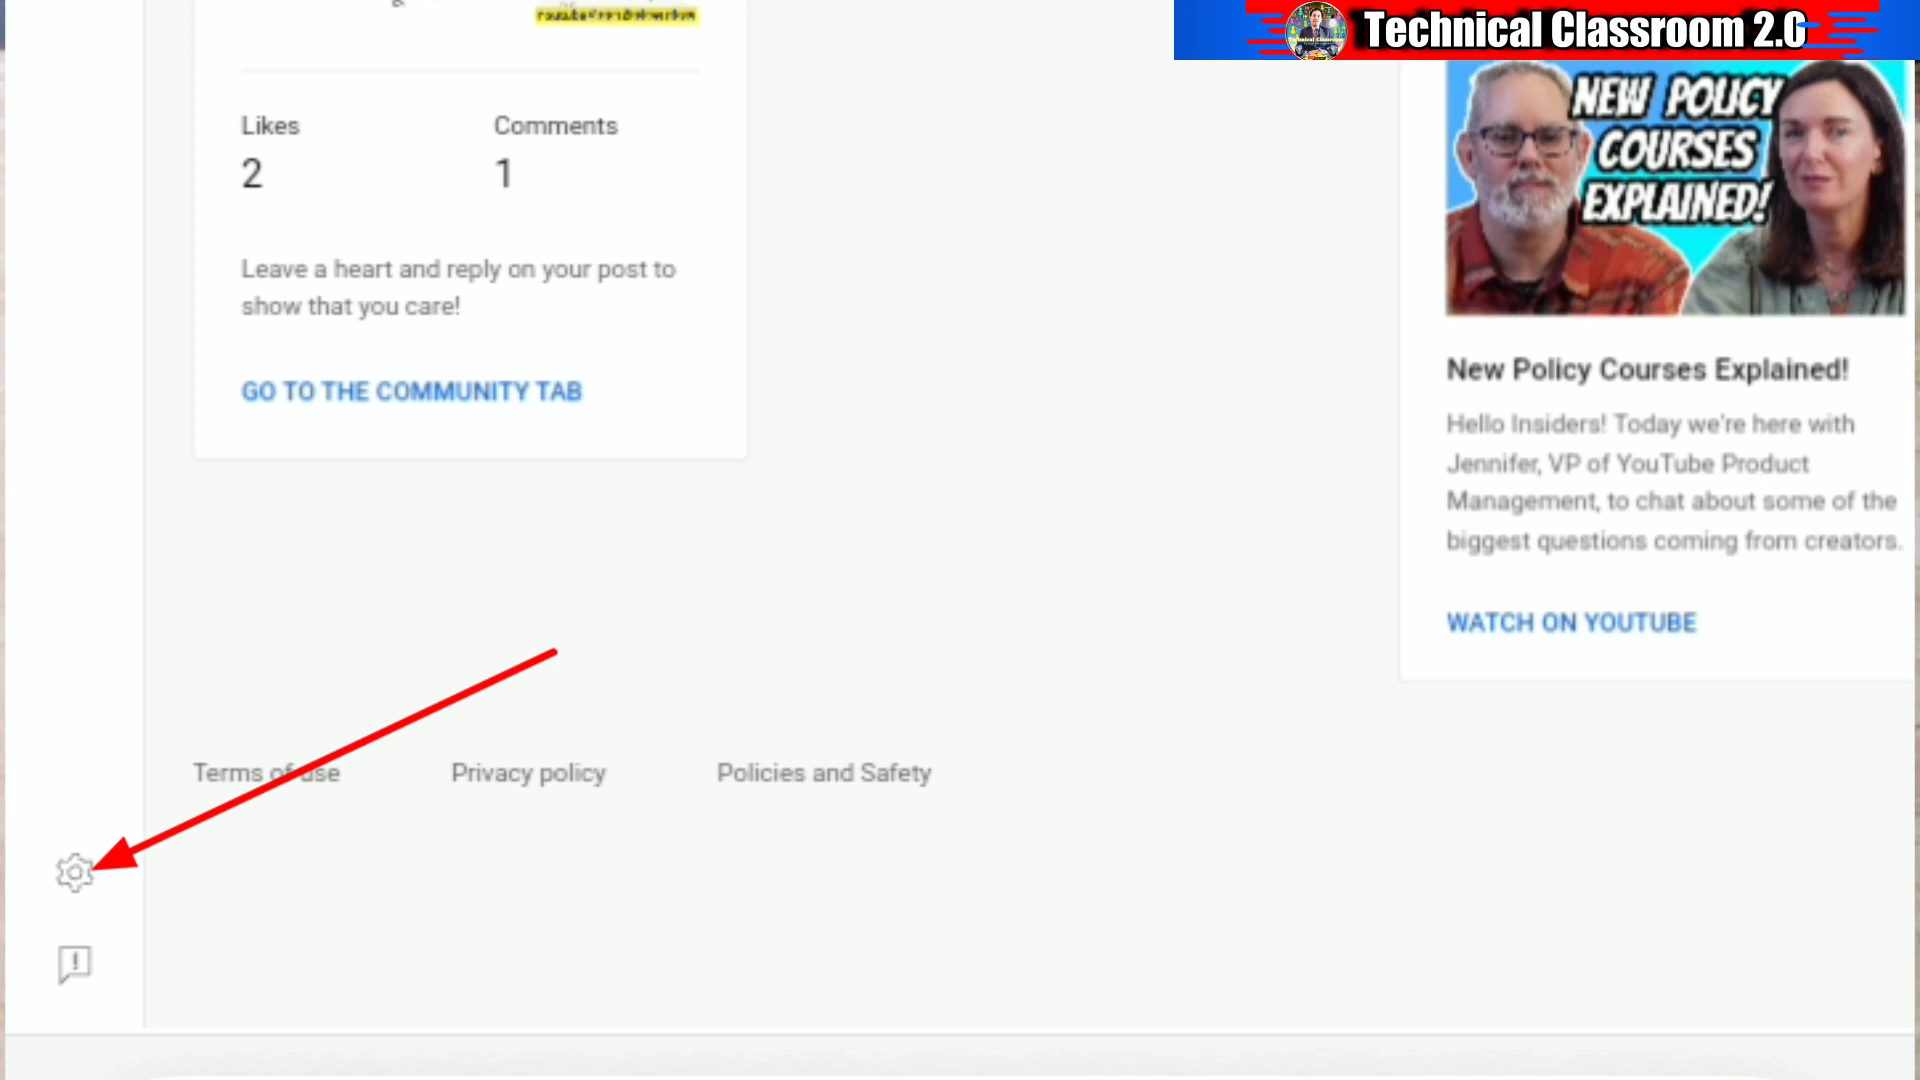 Technical Classroom 2.0
NEW POLICY
COURSES
EXPLAINED!
Likes
Comments
2
1
Leave a heart and reply on your post to
show that you care!
GO TO THE COMMUNITY TAB
New Policy Courses Explained!
Hello Insiders! Today we're here with
Jennifer, VP of YouTube Product
Management, to chat about some of the
biggest questions coming from creators.
WATCH ON YOUTUBE
Terms of use
Privacy policy
Policies and Safety